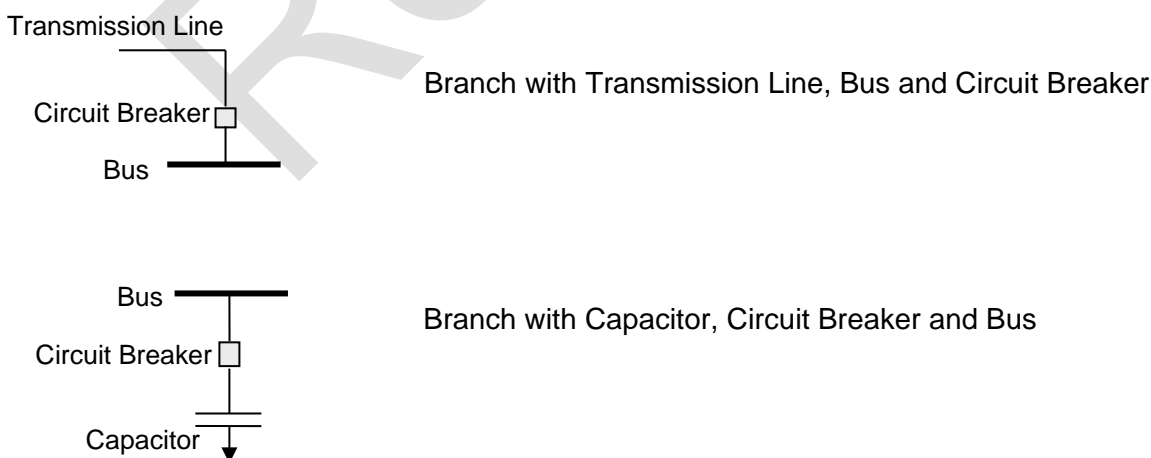 Transmission Line
Branch with Transmission Line, Bus and Circuit Breaker
Circuit Breaker
Bus
Bus
Branch with Capacitor, Circuit Breaker and Bus
Circuit Breaker
Capacitor